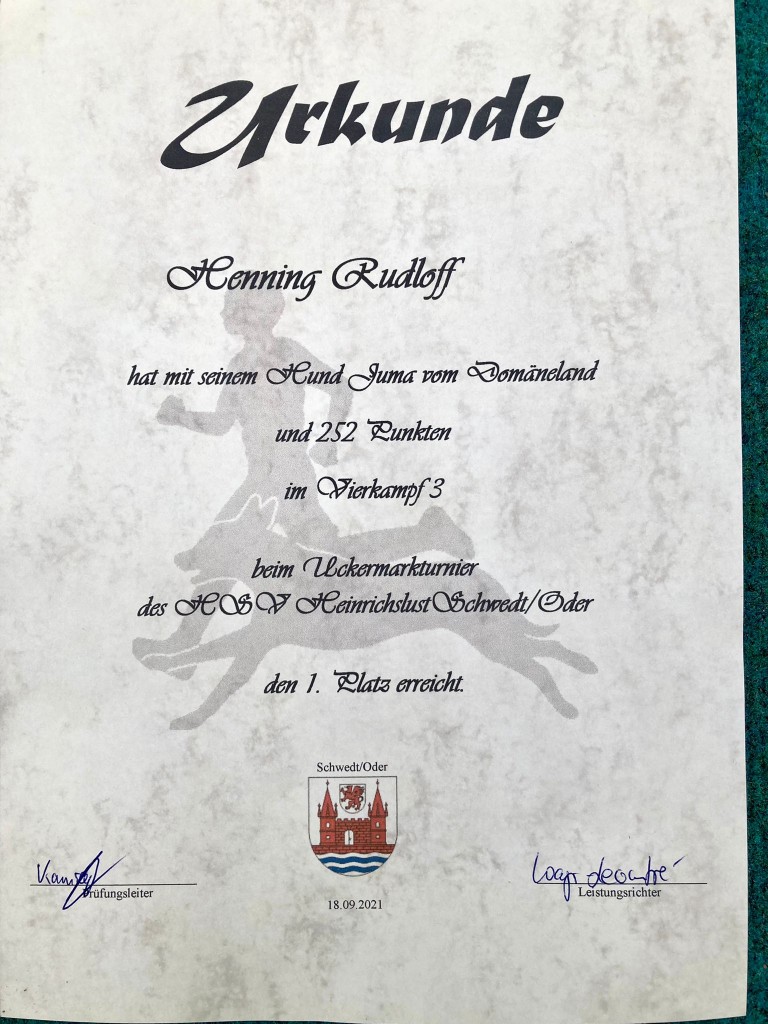 Urkunde
Henning Rudloff
hat mit seinem Hund Juma vom Domäneland
und 252 Punkten
im Vierkampf 3
beim Uckermarkturnier
des HSV Heinrichslust Schwedt/Oder
den 1. Platz erreicht.
Schwedt/Oder
Prüfungsleiter
Leistungsrichter
18.09.2021